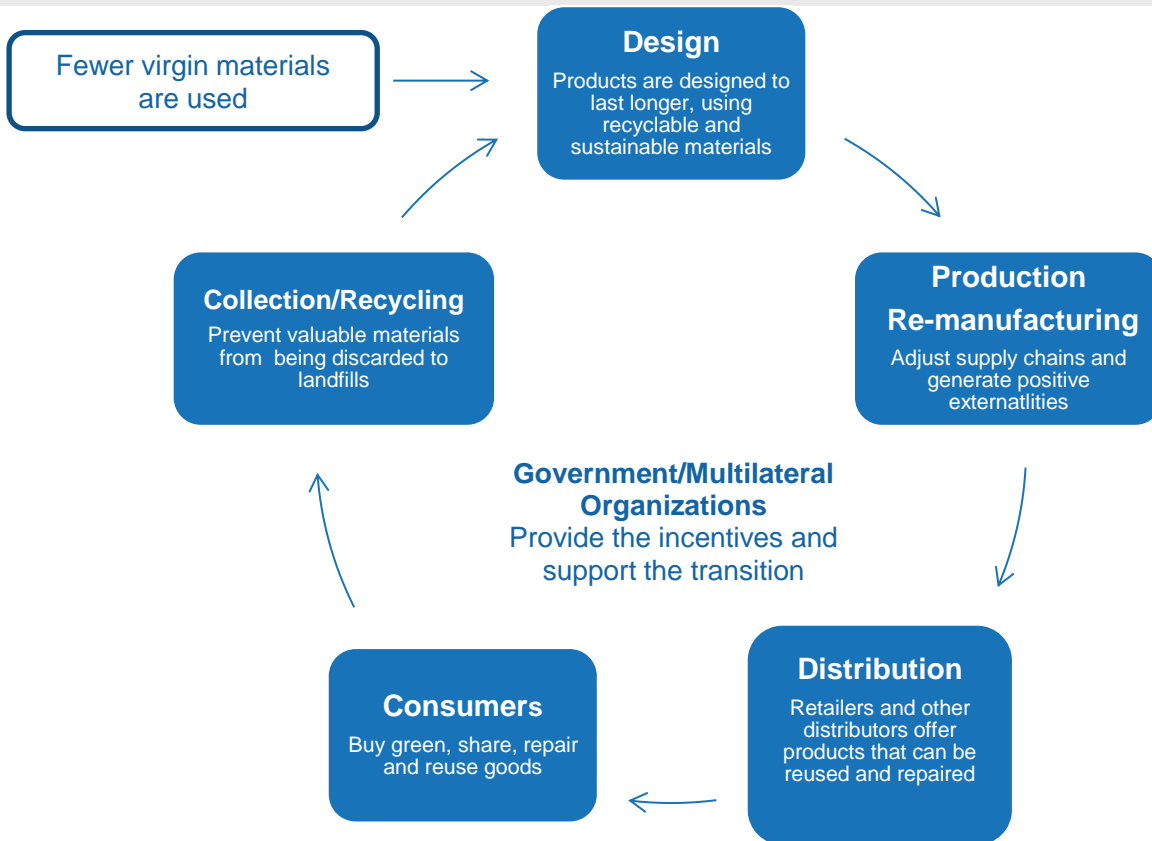 Fewer virgin materials
are used
Design
Products are designed to
last longer, using
recyclable and
sustainable materials
Production
Re-manufacturing
Adjust supply chains and
generate positive
externatlities
Distribution
Retailers and other
distributors offer
products that can be
reused and repaired
Consumers
Buy green, share, repair
and reuse goods
Collection/Recycling
Prevent valuable materials
from being discarded to
landfills
Government/Multilateral
Organizations
Provide the incentives and
support the transition